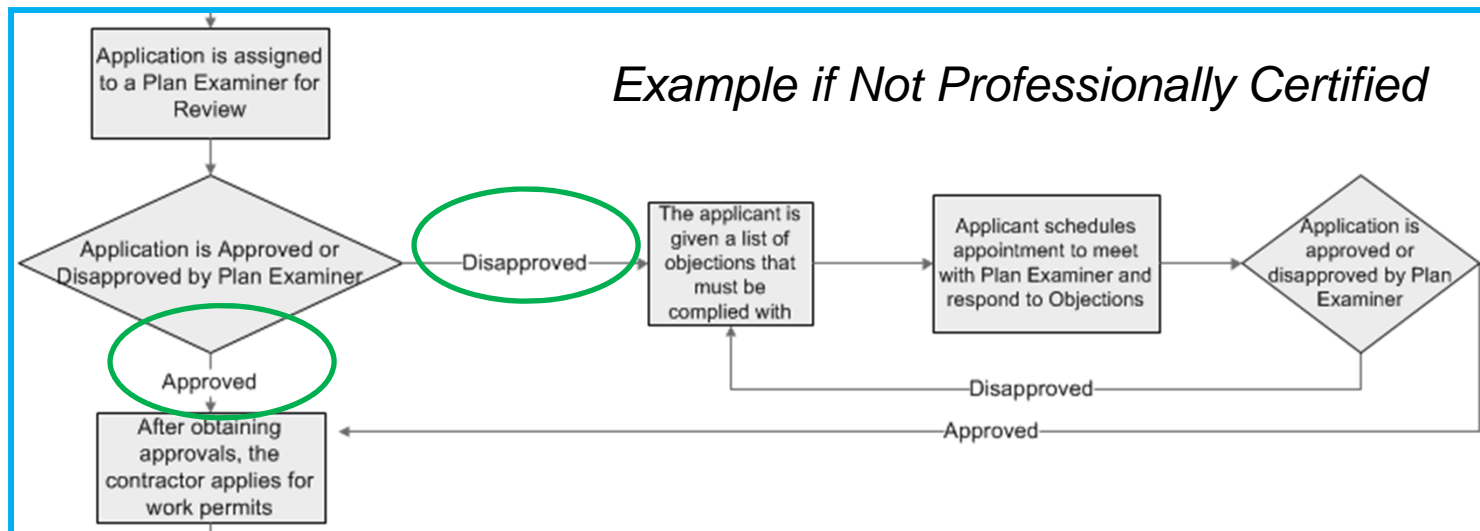 Application is assigned
to a Plan Examiner for
Review
Example if Not Professionally Certified
Application is Approved or
Disapproved by Plan Examiner
Disapproved
The applicant is
given a list of
objections that
must be
complied with
Applicant schedules
appointment to meet
with Plan Examiner and
respond to Objections
Application is
approved or
disapproved by Plan
Examiner
Approved
Disapproved
Approved
After obtaining
approvals, the
contractor applies for
work permits